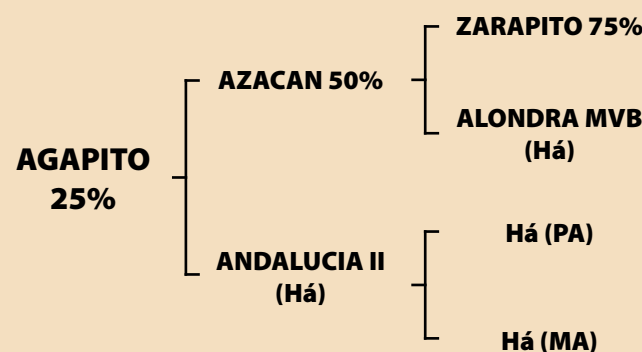 AGAPITO
25%
AZACAN 50%
ANDALUCIA II
(Há)
ZARAPITO 75%
ALONDRA MVB
(Há)
Há (PA)
Há (MA)